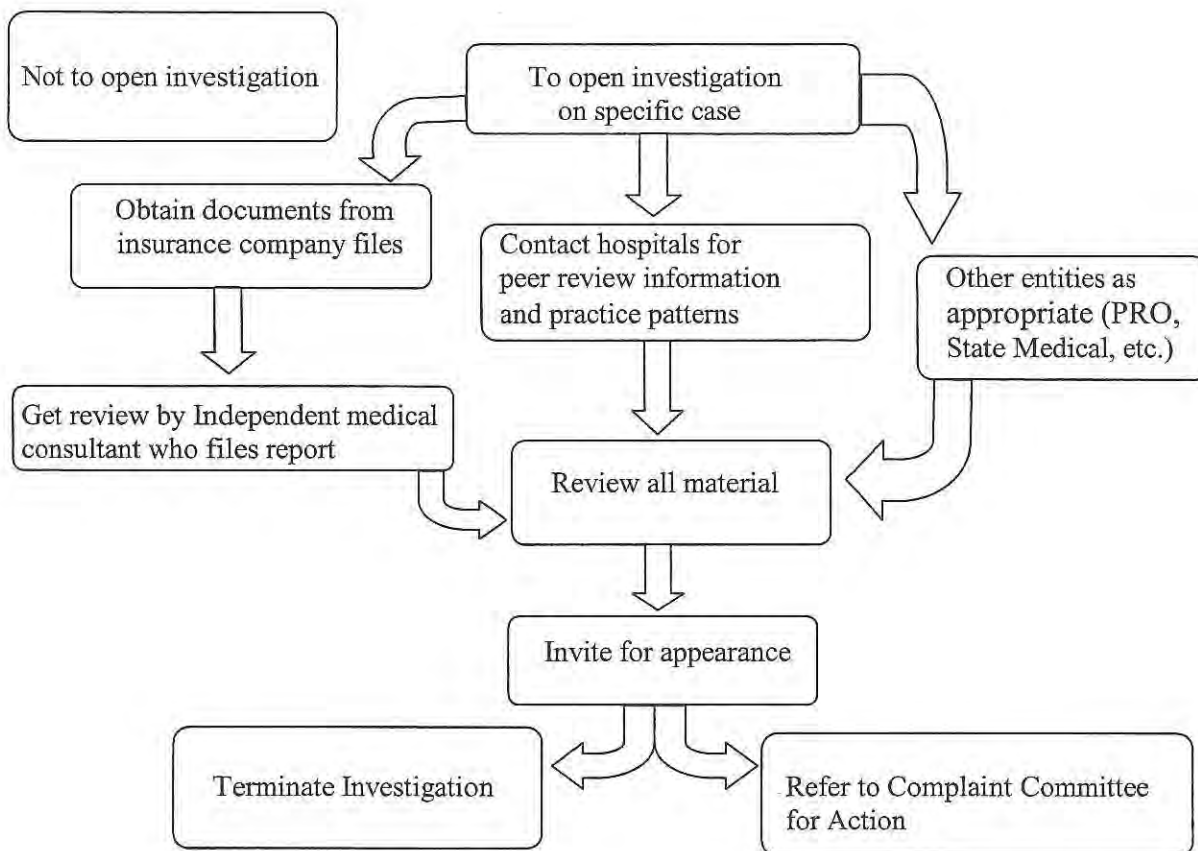 Not to open investigation
To open investigation
on specific case
Obtain documents from
insurance company files
Contact hospitals for
peer review information
and practice patterns
Other entities as
appropriate (PRO,
State Medical, etc.)
Get review by Independent medical
consultant who files report
Review all material
Invite for appearance
Terminate Investigation
Refer to Complaint Committee
for Action